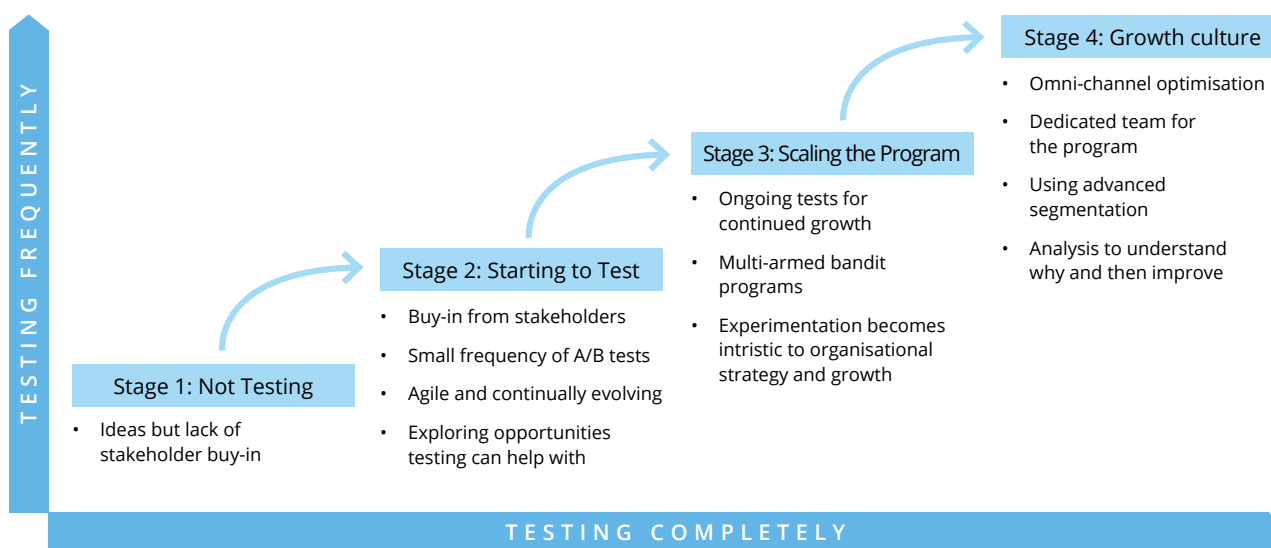 TESTING FREQUENTLY
Stage 1: Not Testing
• Ideas but lack of
stakeholder buy-in
Stage 2: Starting to Test
• Buy-in from stakeholders
• Small frequency of A/B tests
• Agile and continually evolving
• Exploring opportunities
testing can help with
Stage 3: Scaling the Program
• Ongoing tests for
continued growth
• Multi-armed bandit
programs
• Experimentation becomes
intristic to organisational
strategy and growth
Stage 4: Growth culture
• Omni-channel optimisation
• Dedicated team for
the program
• Using advanced
segmentation
• Analysis to understand
why and then improve
TESTING COMPLETELY